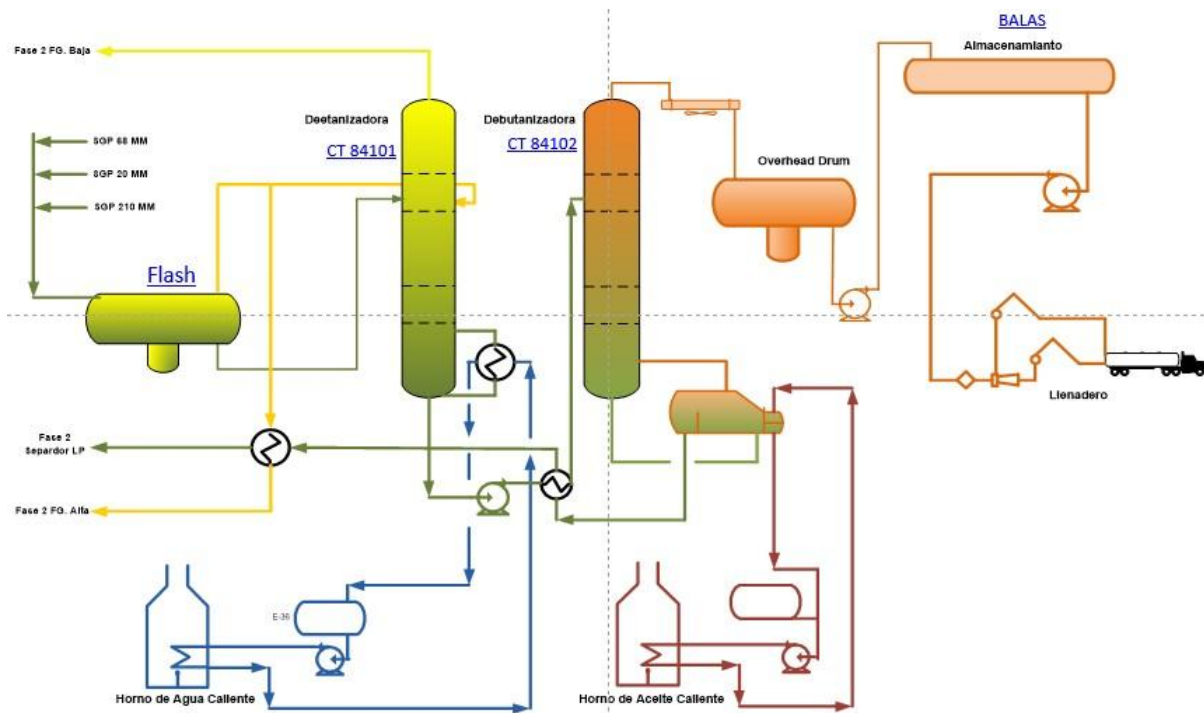 BALAS
Almacenamianto
Fase 2 FG. Baja
Deetanizadora
CT 84101
Debutanizadora
CT 84102
SGP 68 MM
SGP 20 MM
SGP 210 MM
Overhead Drum
Flash
Llenadero
Fase 2
Separdor LP
Fase 2 FG. Alfa
E-36
Horno de Agua Caliente
Horno de Aceite Caliente